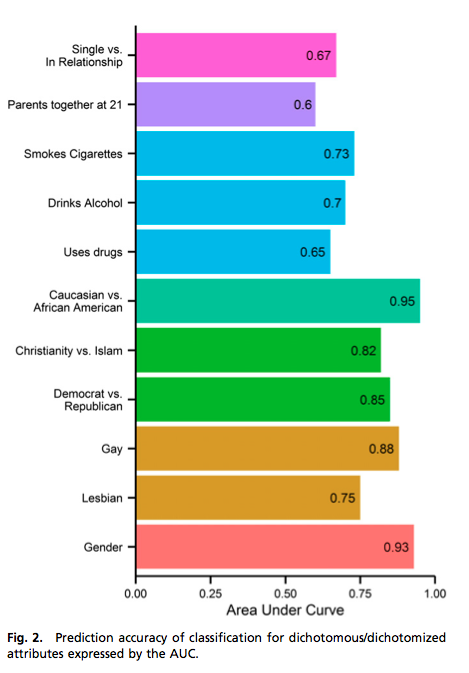 Single vs.
In Relationship
0.67
Parents together at 21
0.6
Smokes Cigarettes
0.73
Drinks Alcohol
0.7
Uses drugs
0.65
Caucasian vs.
African American
0.95
Christianity vs. Islam
0.82
Democrat vs.
Republican
0.85
Gay
0.88
Lesbian
0.75
Gender
0.93
0.00 0.25 0.50 0.75 1.00
Area Under Curve
Fig. 2. Prediction accuracy of classification for dichotomous/dichotomized
attributes expressed by the AUC.